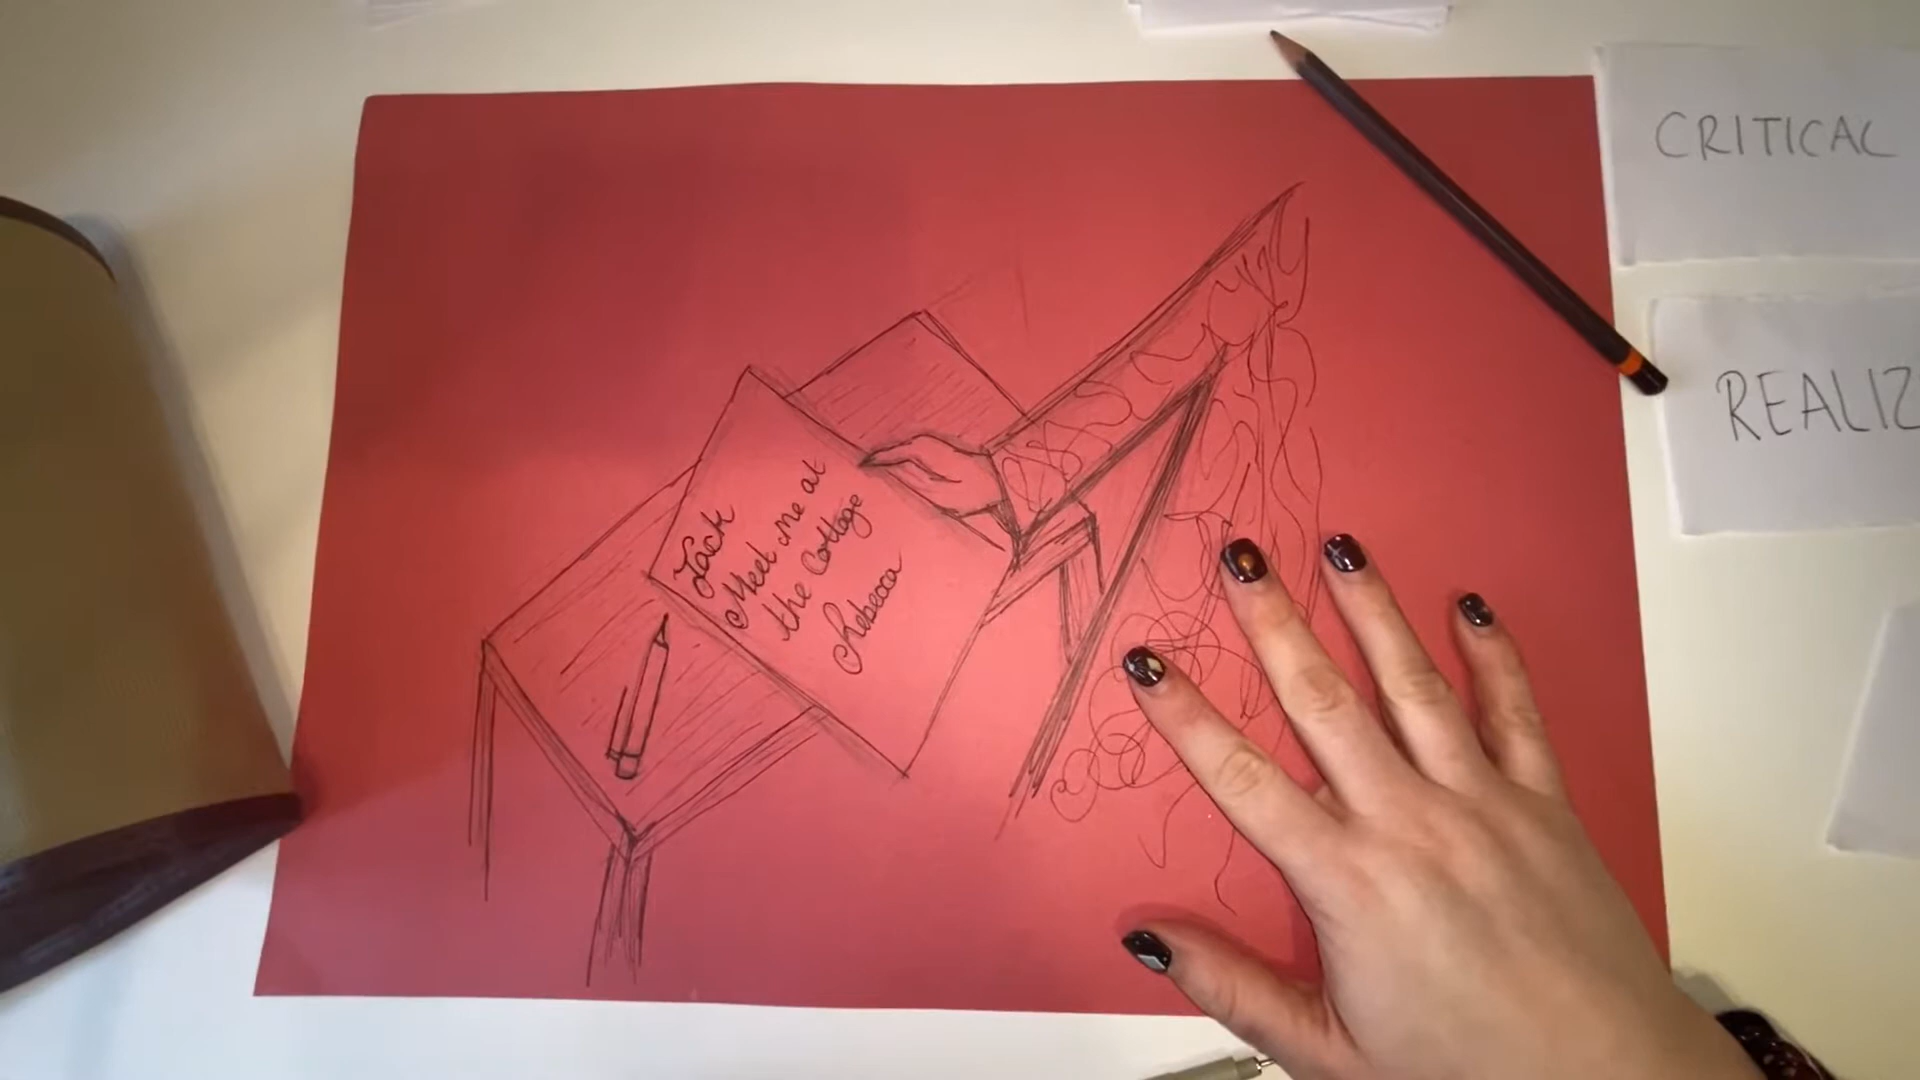 Jack
Meet me at
the Cottage
Rebecca
CRITICAL
REALIZ